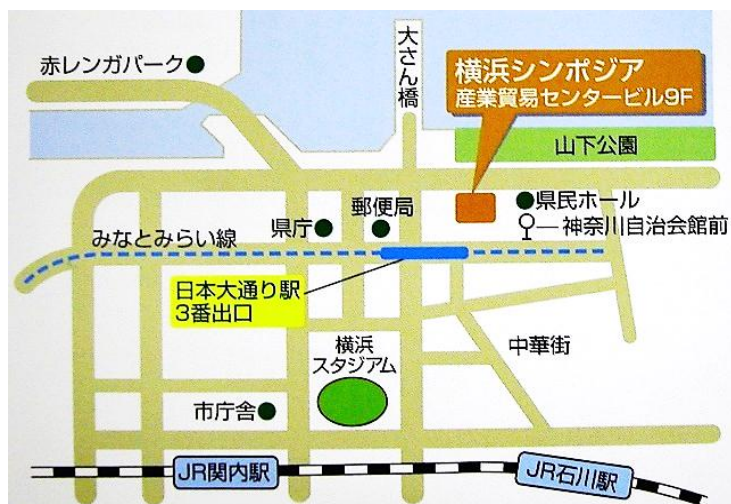 赤レンガパーク
大さん橋
横浜シンポジア
産業貿易センタービル9F
山下公園
県庁
郵便局
県民ホール
神奈川自治会館前
みなとみらい線
日本大通り駅
3番出口
横浜
スタジアム
中華街
市庁舎
JR関内駅
JR石川駅